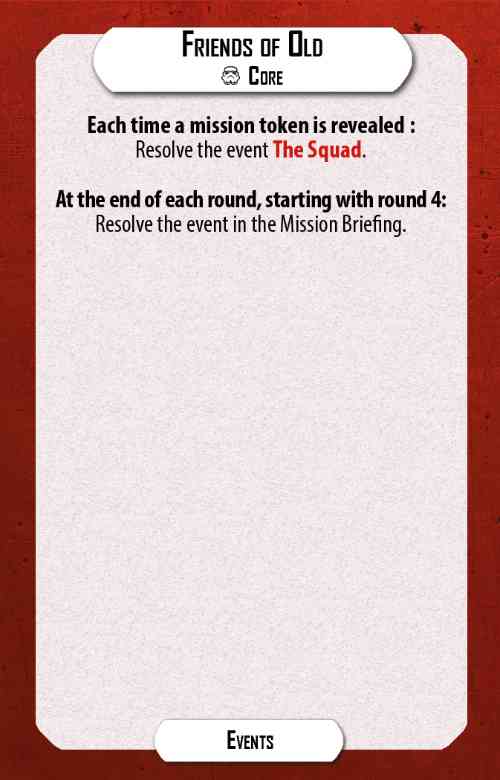 Friends of Old
Core
Each time a mission token is revealed :
Resolve the event The Squad.
At the end of each round, starting with round 4:
Resolve the event in the Mission Briefing.
Events